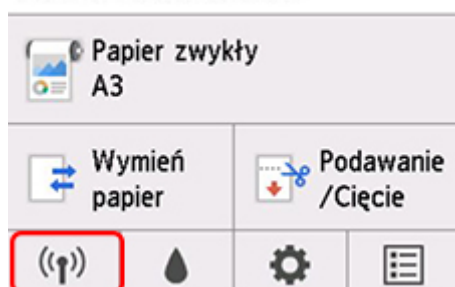 Papier zwykły
A3
Wymień
papier
Podawanie
/Cięcie